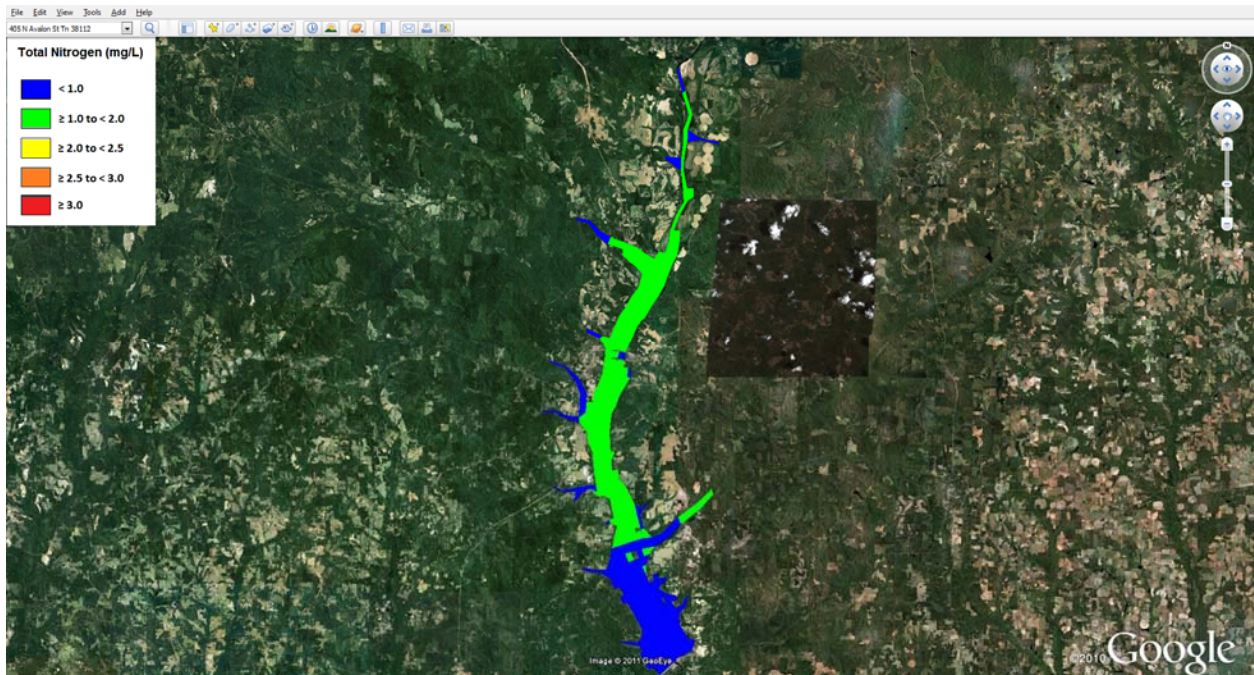 File Edit View Tools Add Help
405 N Avalon St Tn 38112
Total Nitrogen (mg/L)
< 1.0
≥ 1.0 to < 2.0
≥ 2.0 to < 2.5
≥ 2.5 to < 3.0
≥ 3.0
N
Image © 2011 GeoEye
©2010 Google